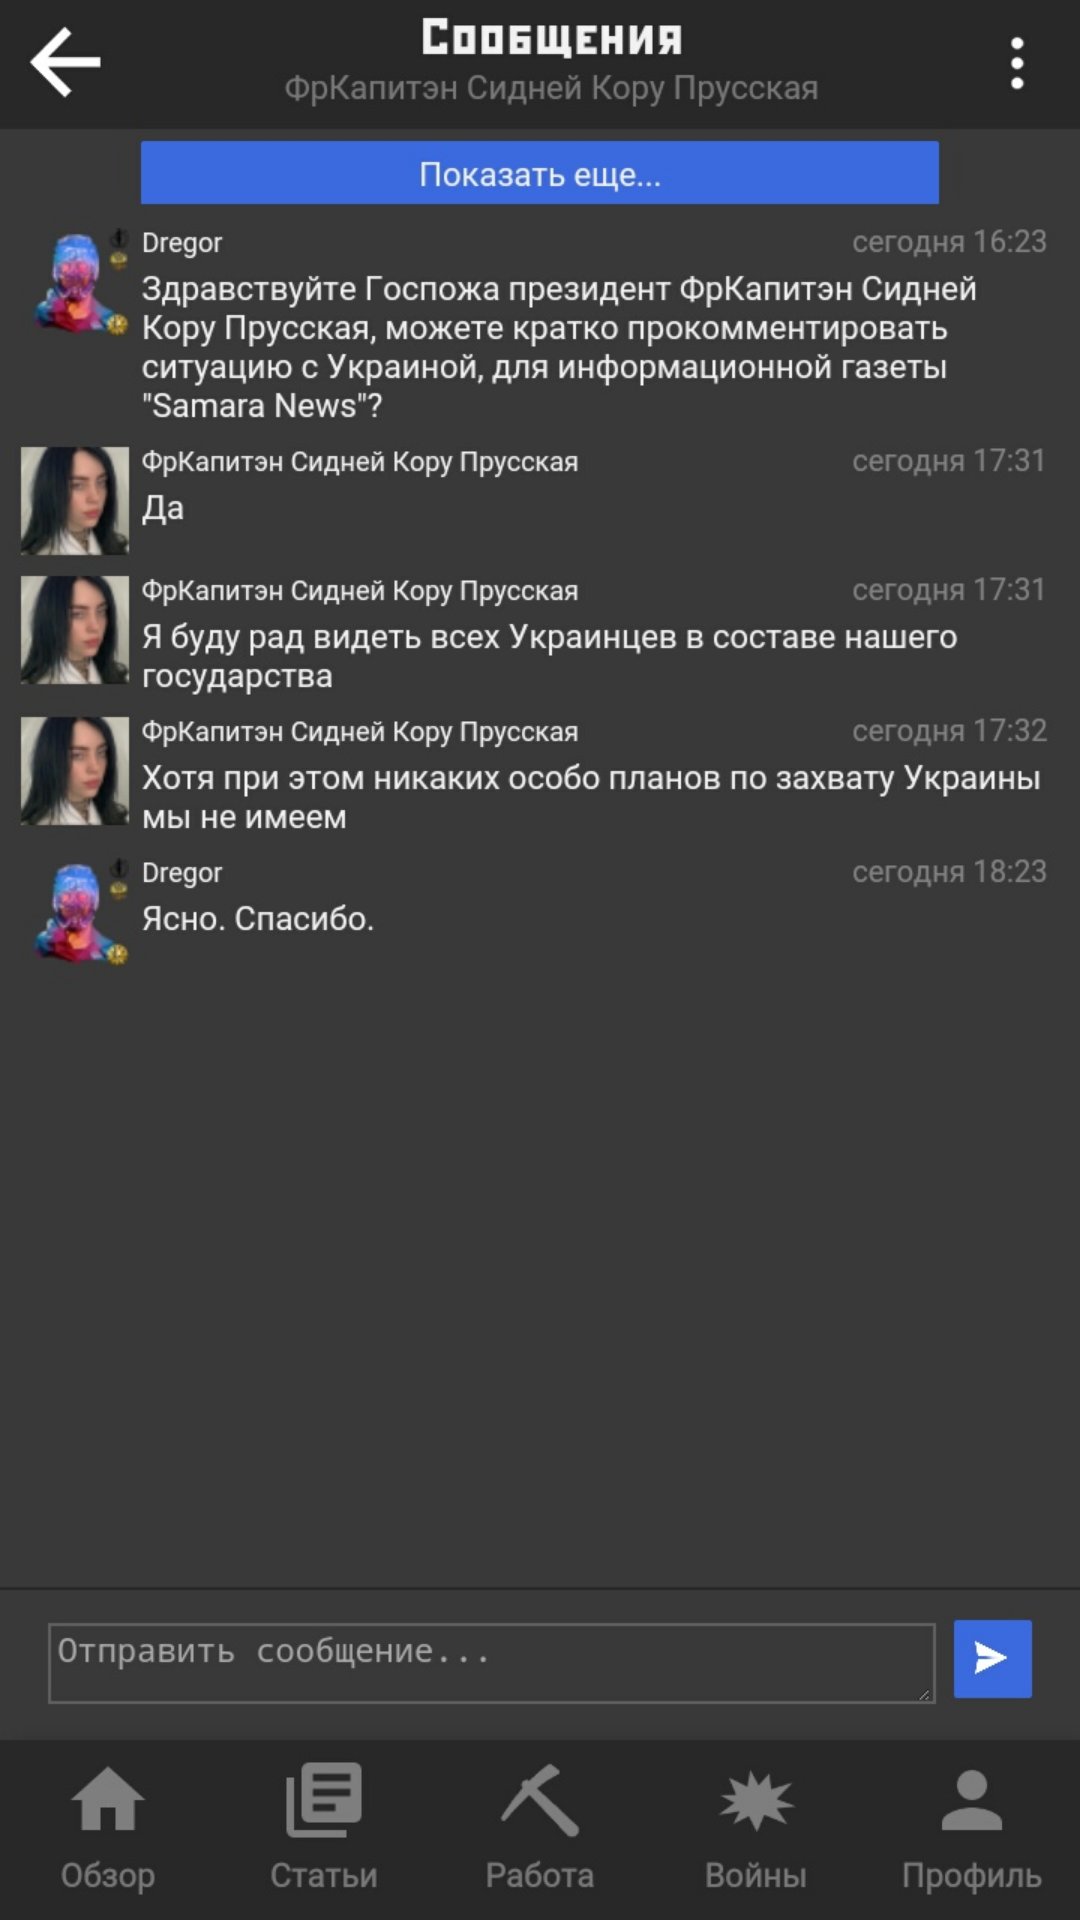 Сообщения
ФрКапитэн Сидней Кору Прусская
Показать еще...
Dregor
сегодня 16:23
Здравствуйте Госпожа президент ФрКапитэн Сидней
Кору Прусская, можете кратко прокомментировать
ситуацию с Украиной, для информационной газеты
"Samara News"?
ФрКапитэн Сидней Кору Прусская
сегодня 17:31
Да
ФрКапитэн Сидней Кору Прусская
сегодня 17:31
Я буду рад видеть всех Украинцев в составе нашего
государства
ФрКапитэн Сидней Кору Прусская
сегодня 17:32
Хотя при этом никаких особо планов по захвату Украины
мы не имеем
Dregor
сегодня 18:23
Ясно. Спасибо.
Отправить сообщение...
Обзор
Статьи
Работа
Войны
Профиль